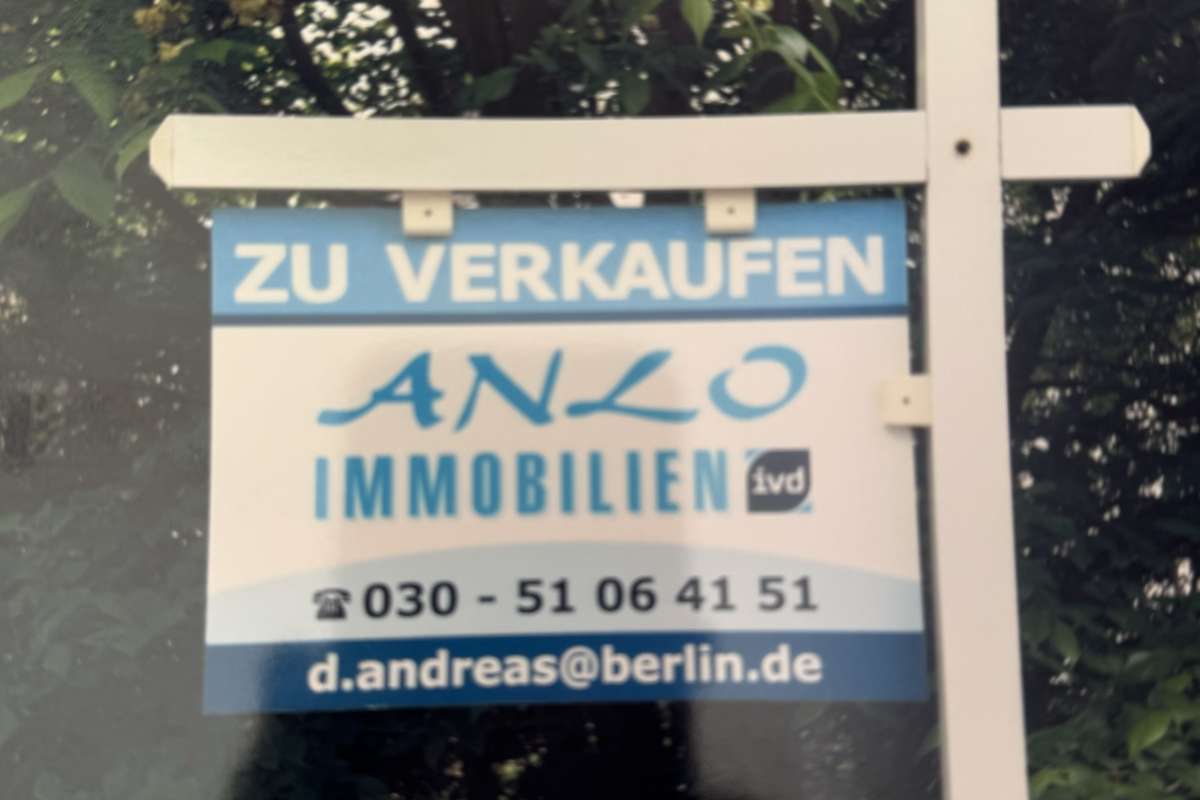 ZU VERKAUFEN
ANLO
IMMOBILIEN ivd
☎030 - 51 06 41 51
d.andreas@berlin.de